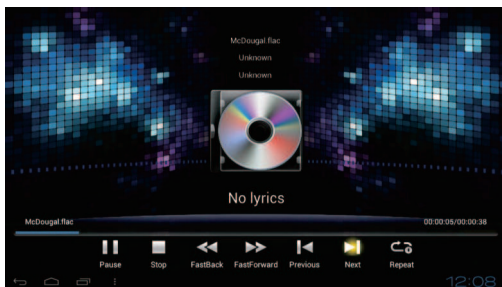 McDougal.flac
Unknown
Unknown
No lyrics
McDougal.flac 00:00:05/00:00:38
Pause Stop FastBack FastForward Previous Next Repeat
12:08